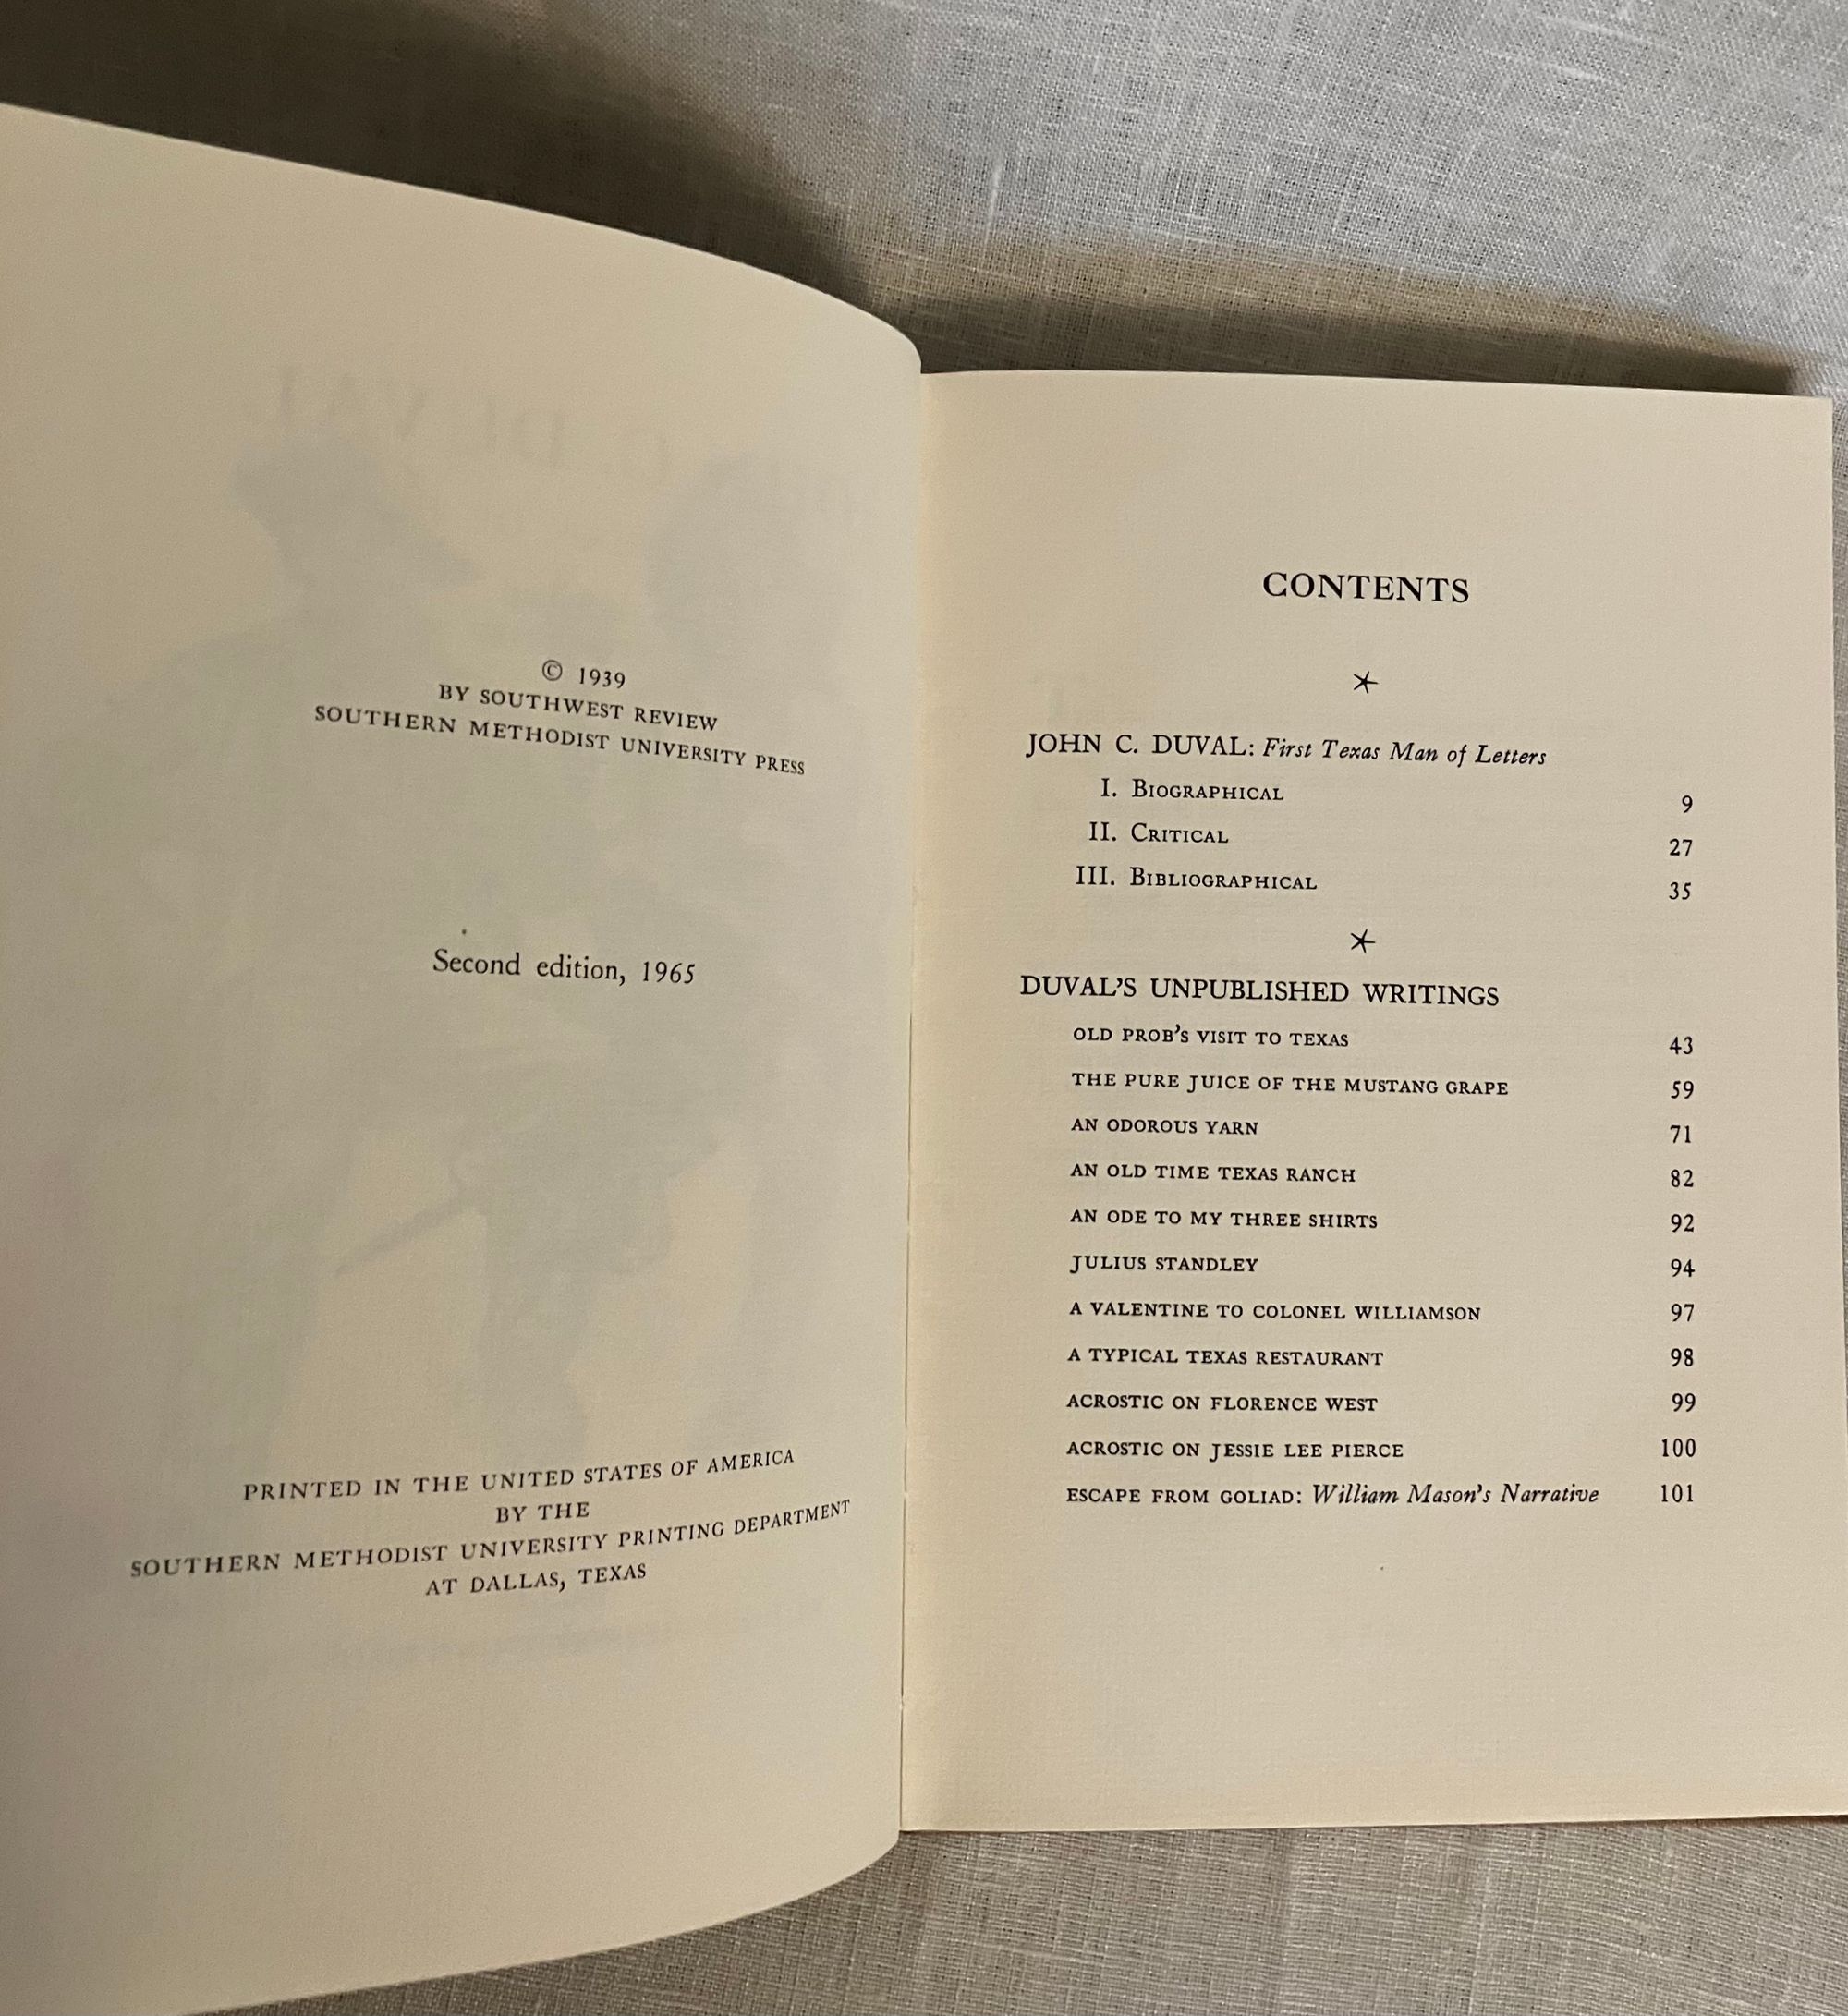 © 1939
BY SOUTHWEST REVIEW
SOUTHERN METHODIST UNIVERSITY PRESS
Second edition, 1965
PRINTED IN THE UNITED STATES OF AMERICA
BY THE
SOUTHERN METHODIST UNIVERSITY PRINTING DEPARTMENT
AT DALLAS, TEXAS
CONTENTS
JOHN C. DUVAL: First Texas Man of Letters
I. BIOGRAPHICAL 9
II. CRITICAL 27
III. BIBLIOGRAPHICAL 35
DUVAL'S UNPUBLISHED WRITINGS
OLD PROB'S VISIT TO TEXAS 43
THE PURE JUICE OF THE MUSTANG GRAPE 59
AN ODOROUS YARN 71
AN OLD TIME TEXAS RANCH 82
AN ODE TO MY THREE SHIRTS 92
JULIUS STANDLEY 94
A VALENTINE TO COLONEL WILLIAMSON 97
A TYPICAL TEXAS RESTAURANT 98
ACROSTIC ON FLORENCE WEST 99
ACROSTIC ON JESSIE LEE PIERCE 100
ESCAPE FROM GOLIAD: William Mason's Narrative 101